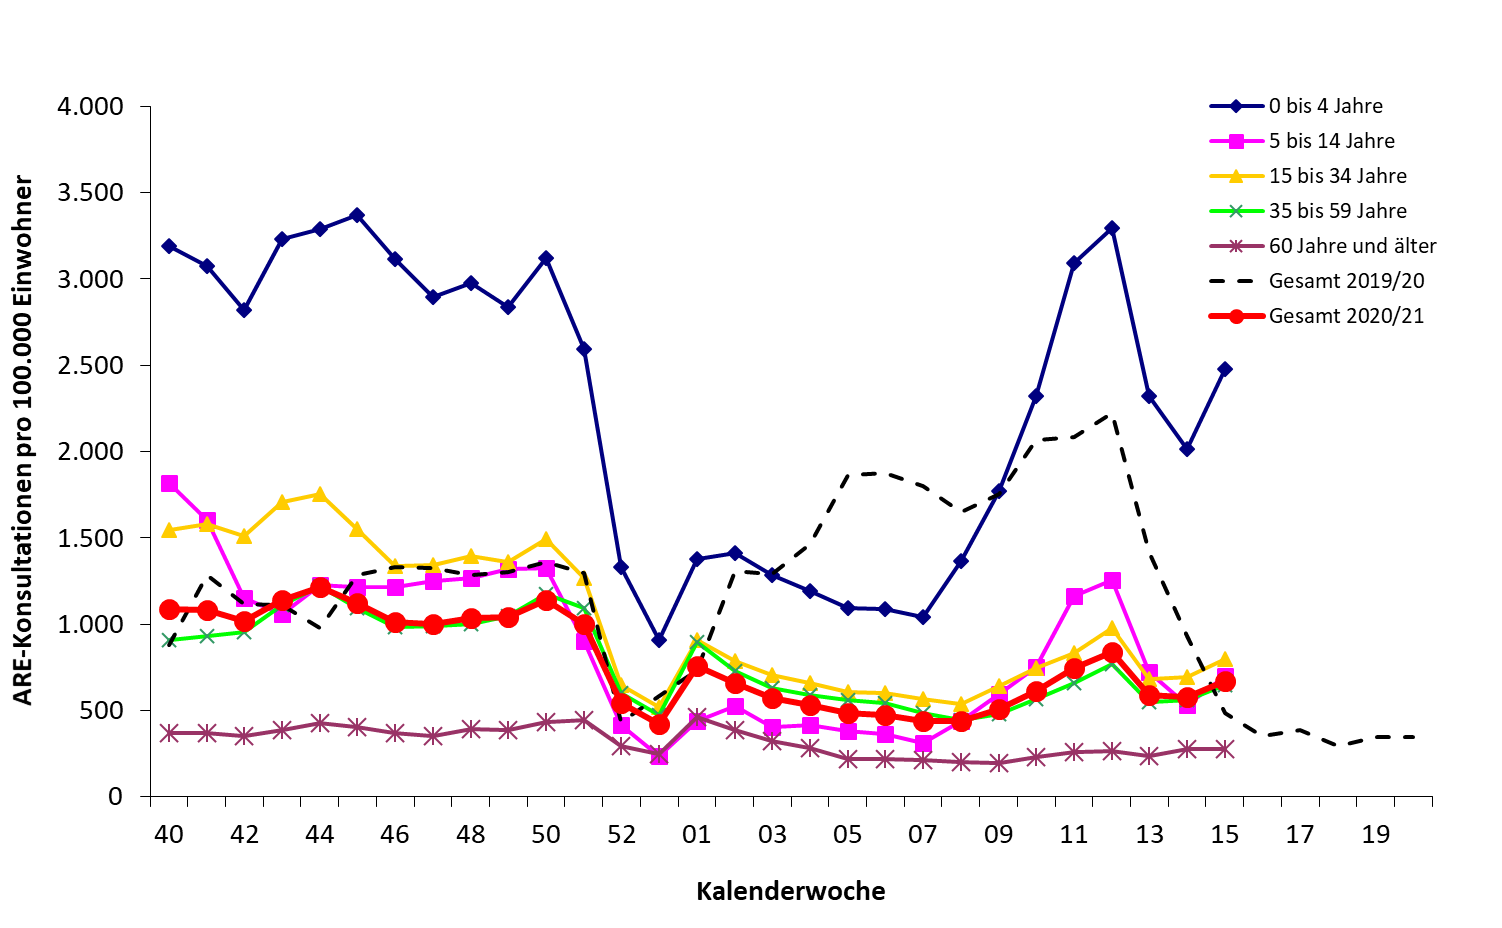 4.000
3.500
3.000
2.500
2.000
1.500
1.000
500
0
ARE-Konsultationen pro 100.000 Einwohner
0 bis 4 Jahre
5 bis 14 Jahre
15 bis 34 Jahre
35 bis 59 Jahre
60 Jahre und älter
Gesamt 2019/20
Gesamt 2020/21
40 42 44 46 48 50 52 01 03 05 07 09 11 13 15 17 19
Kalenderwoche